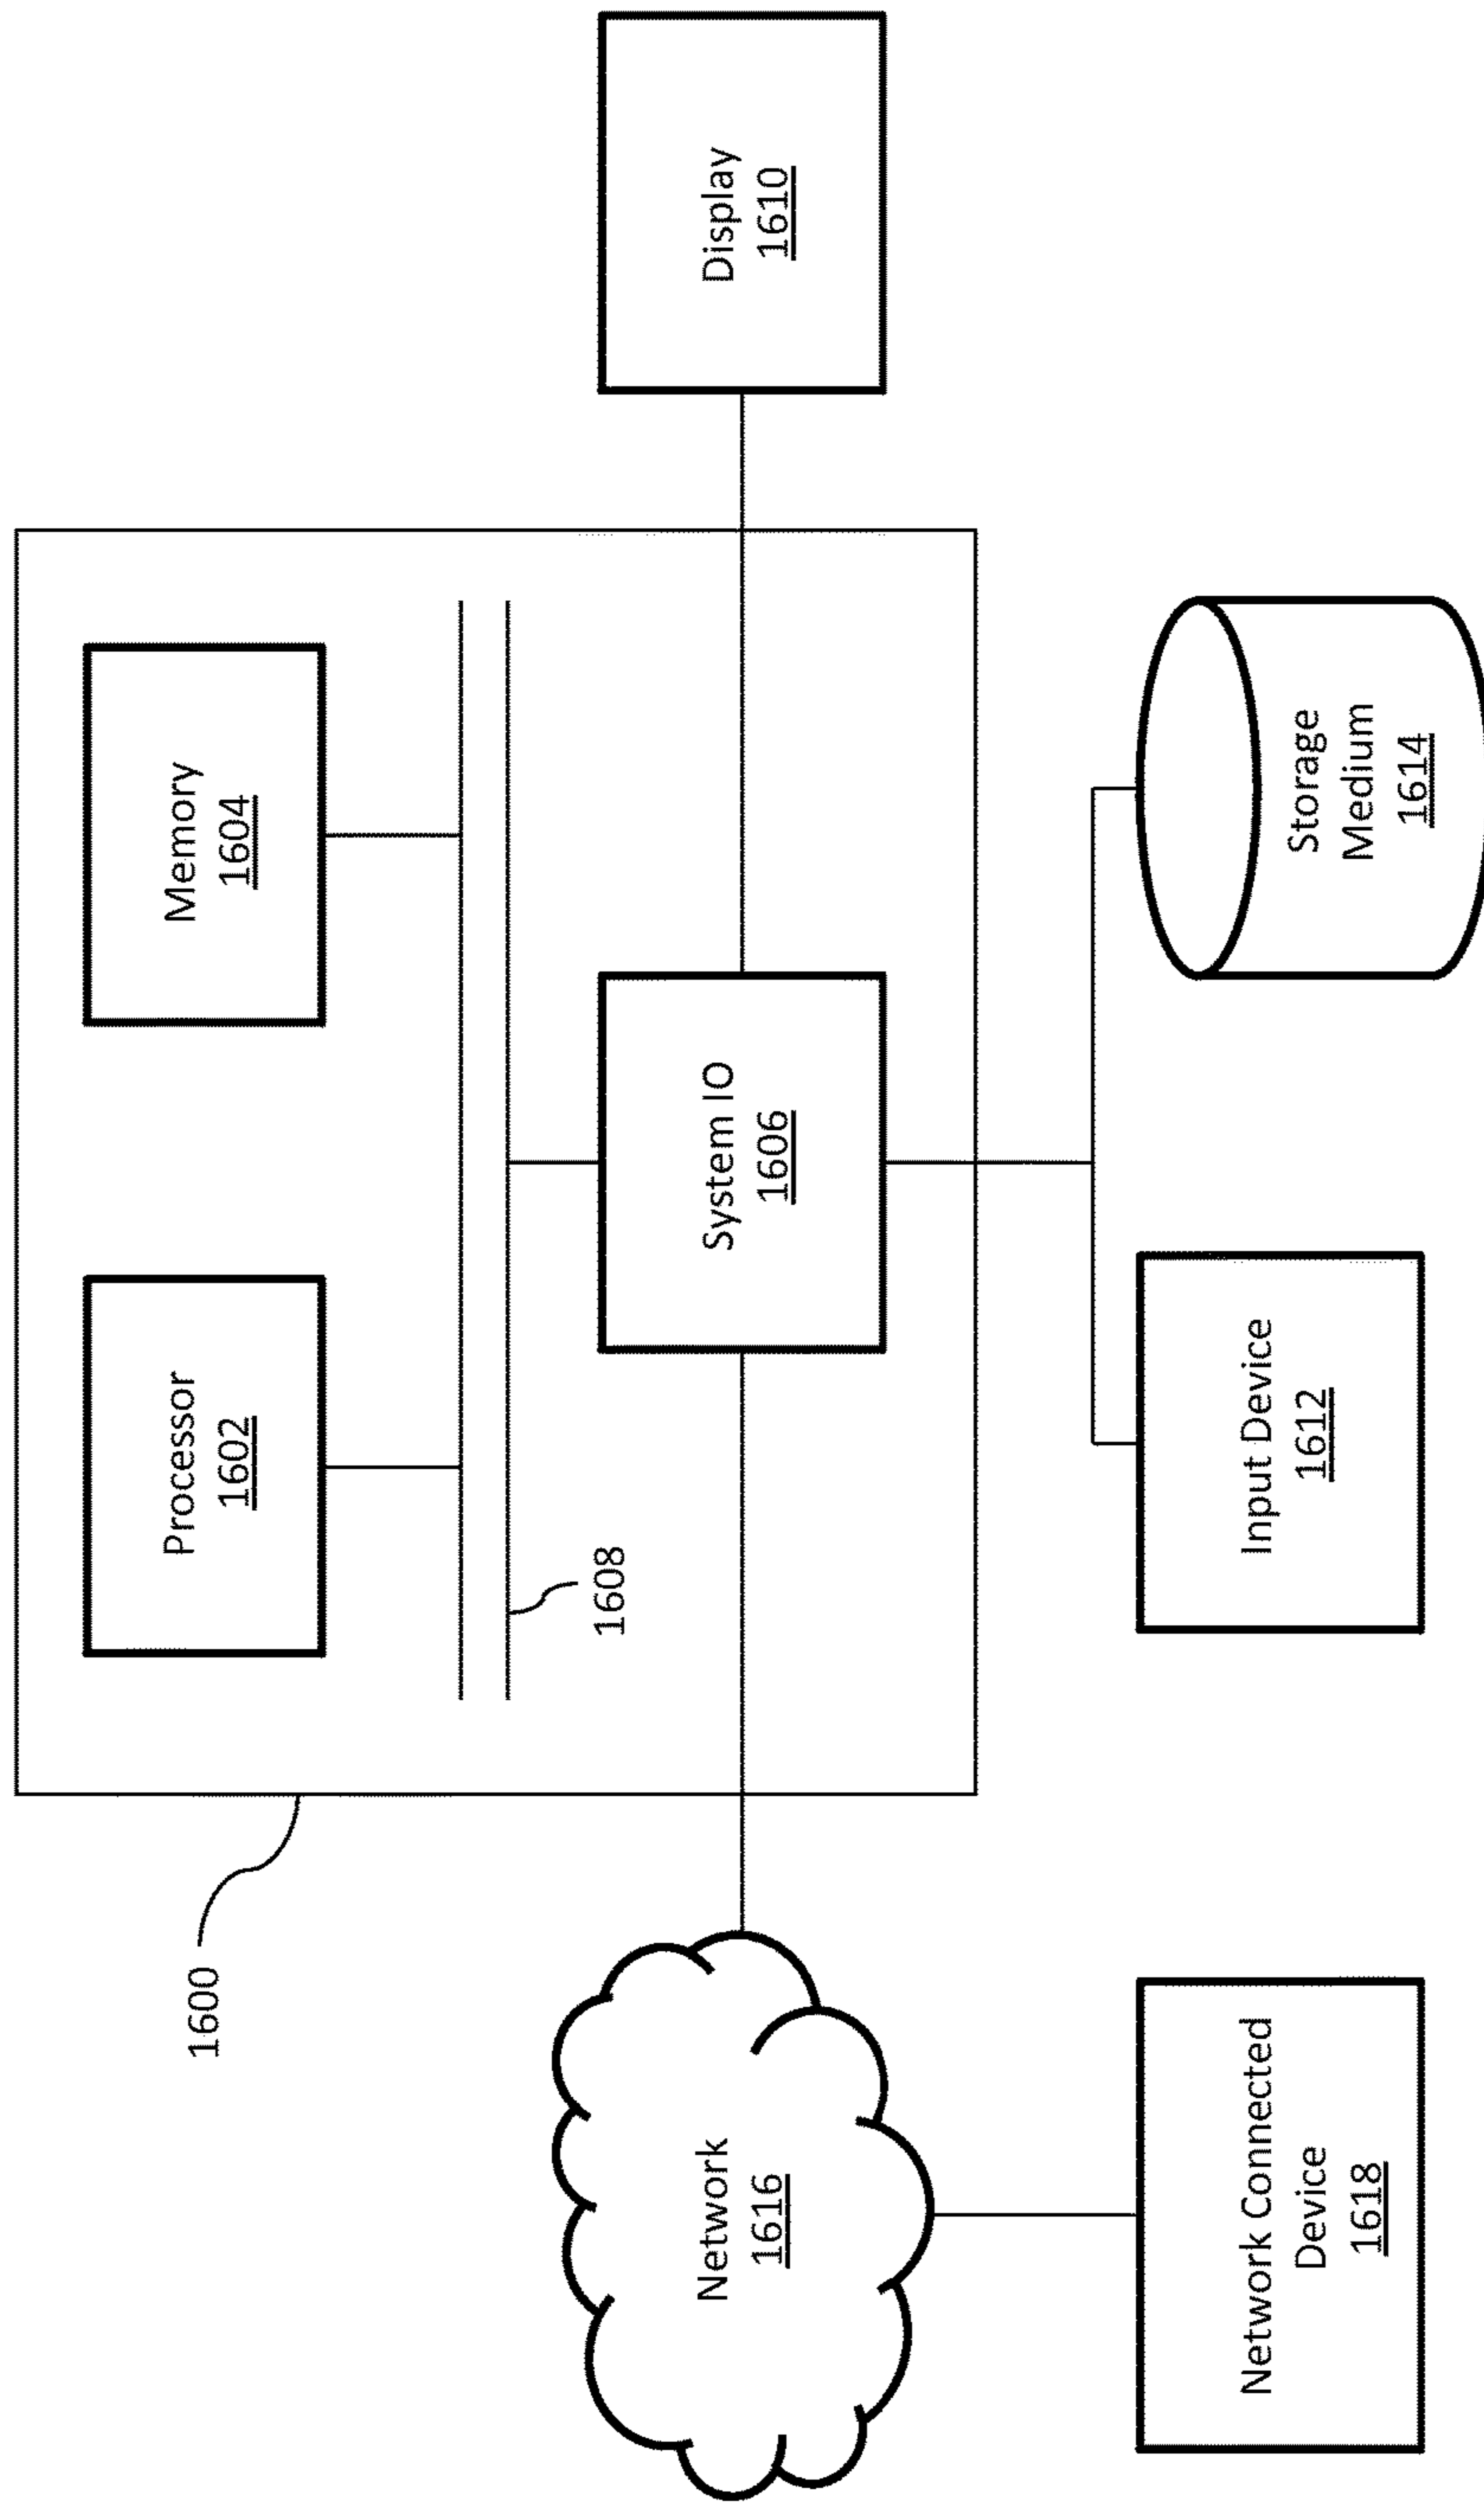 1600
Processor
1602
Memory
1604
1608
Network
1616
System IO
1606
Display
1610
Network Connected
Device
1618
Input Device
1612
Storage
Medium
1614